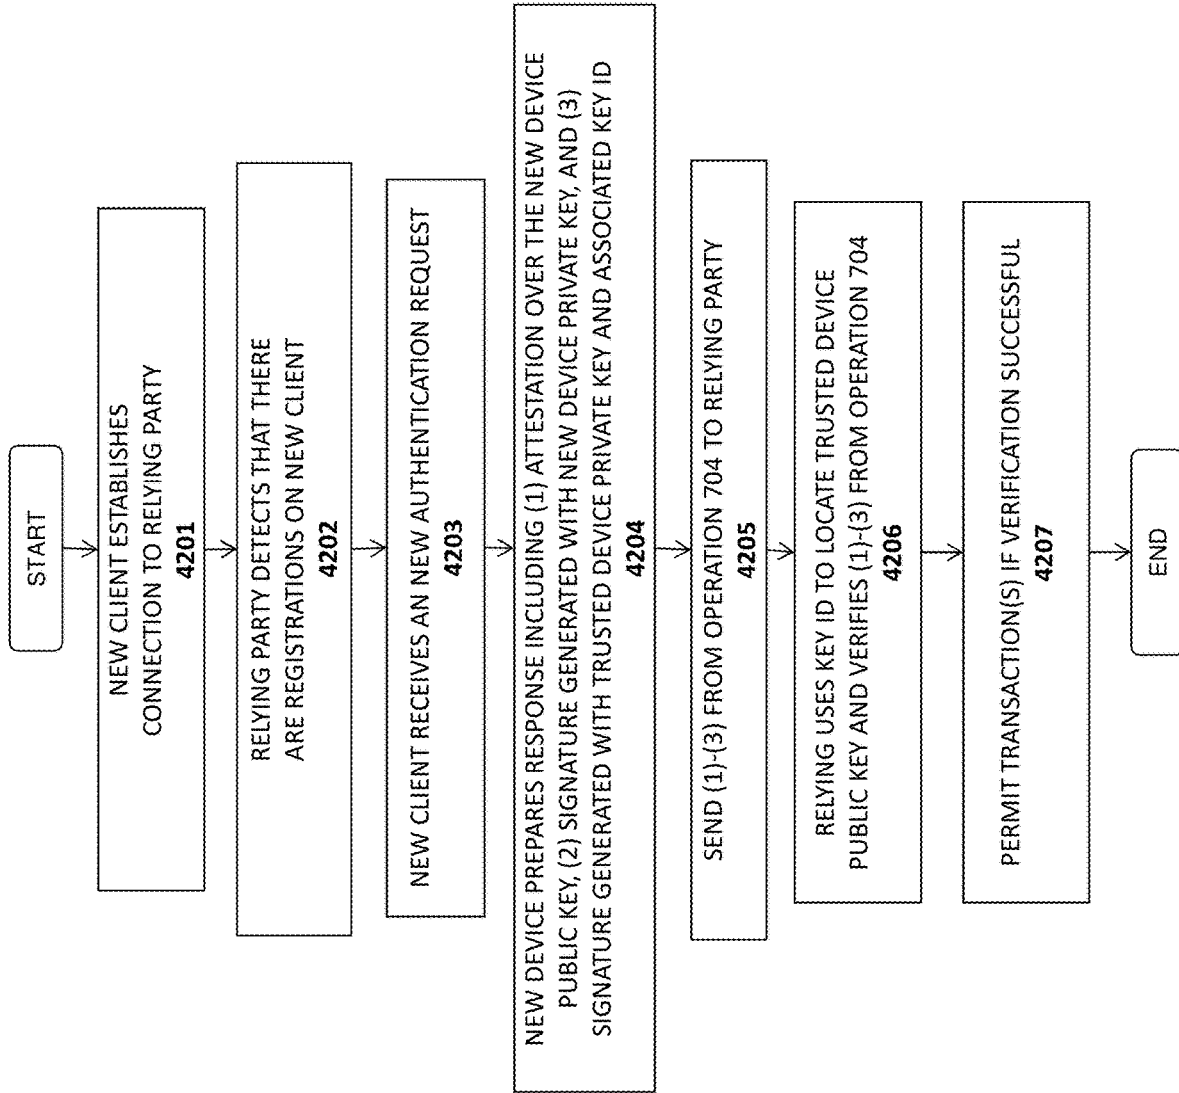 START
NEW CLIENT ESTABLISHES
CONNECTION TO RELYING PARTY
4201
RELYING PARTY DETECTS THAT THERE
ARE REGISTRATIONS ON NEW CLIENT
4202
NEW CLIENT RECEIVES AN NEW AUTHENTICATION REQUEST
4203
NEW DEVICE PREPARES RESPONSE INCLUDING (1) ATTESTATION OVER THE NEW DEVICE
PUBLIC KEY, (2) SIGNATURE GENERATED WITH NEW DEVICE PRIVATE KEY, AND (3)
SIGNATURE GENERATED WITH TRUSTED DEVICE PRIVATE KEY AND ASSOCIATED KEY ID
4204
SEND (1)-(3) FROM OPERATION 704 TO RELYING PARTY
4205
RELYING USES KEY ID TO LOCATE TRUSTED DEVICE
PUBLIC KEY AND VERIFIES (1)-(3) FROM OPERATION 704
4206
PERMIT TRANSACTION(S) IF VERIFICATION SUCCESSFUL
4207
END